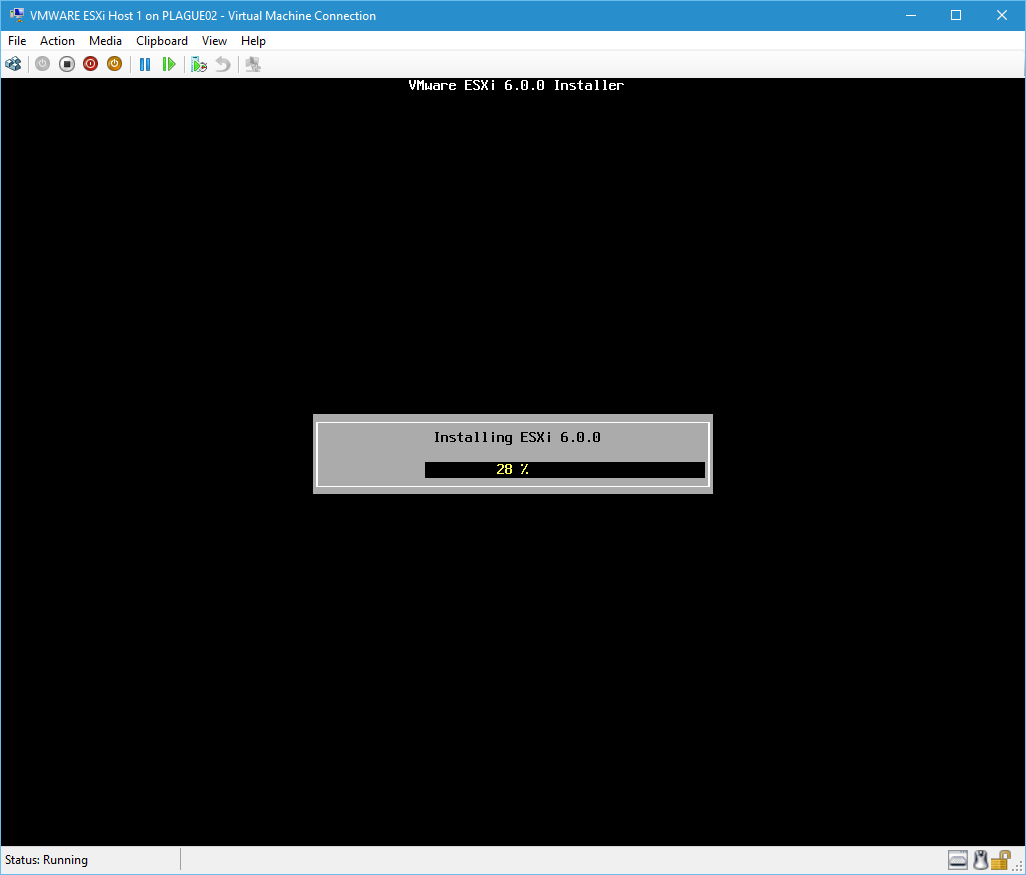 VMWARE ESXi Host 1 on PLAGUE02 - Virtual Machine Connection
File Action Media Clipboard View Help
VMware ESXi 6.0.0 Installer
Installing ESXi 6.0.0
28 %
Status: Running